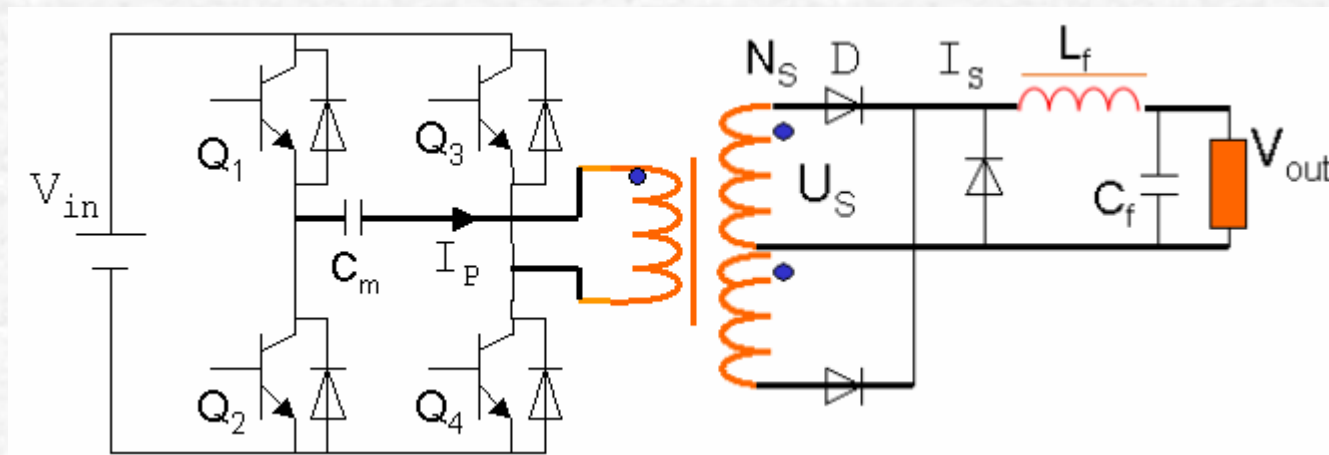 V_in
Q_1
Q_2
Q_3
Q_4
C_m
I_P
N_S
D
I_S
L_f
U_S
C_f
V_out